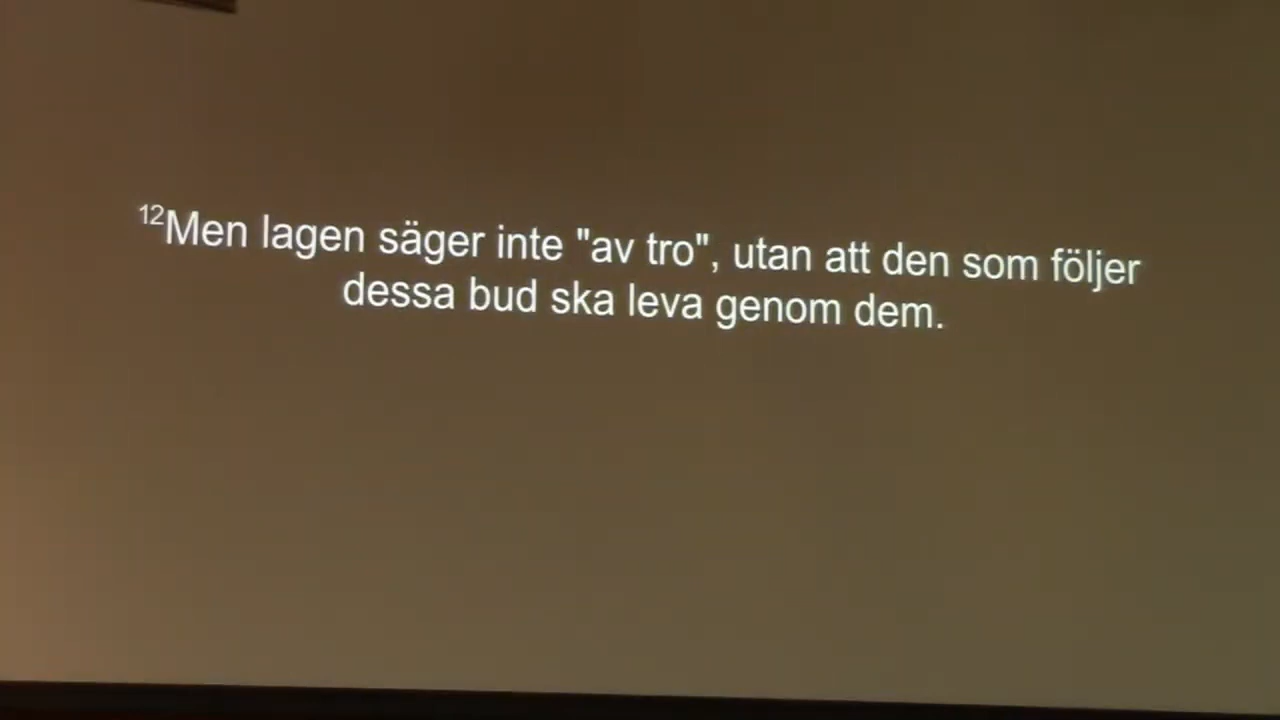 ¹²Men lagen säger inte "av tro", utan att den som följer
dessa bud ska leva genom dem.